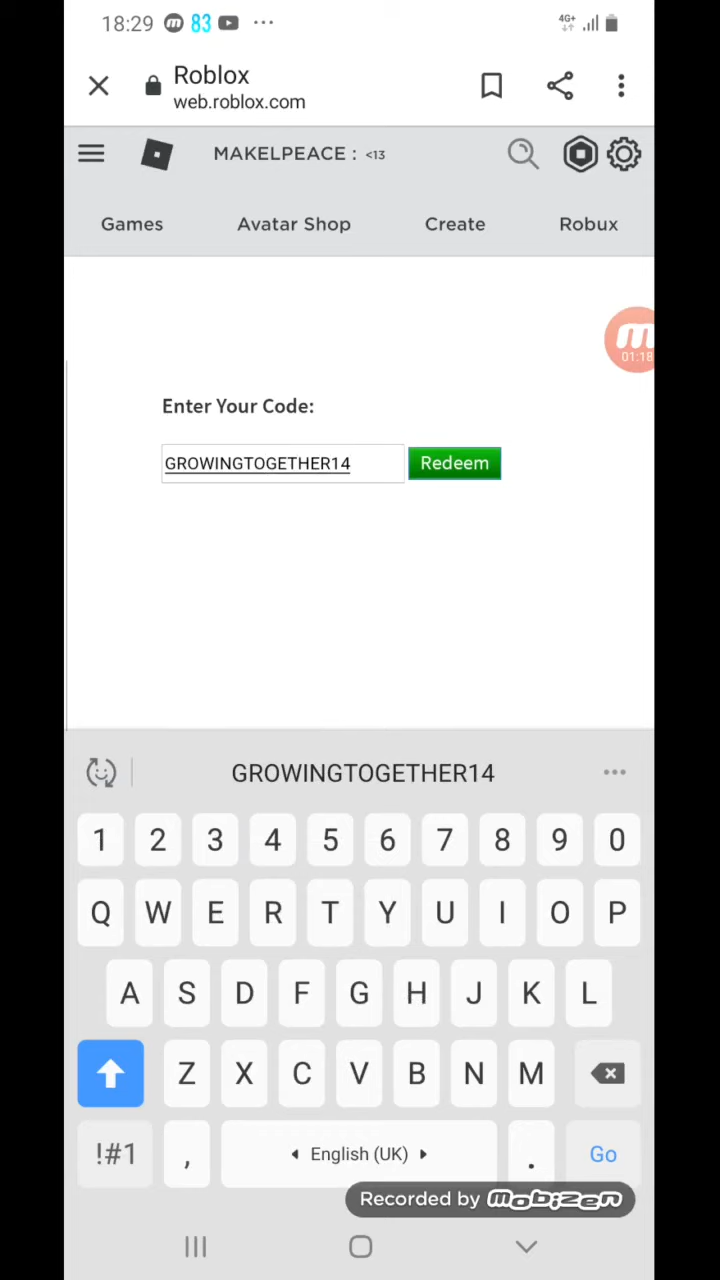 18:29 83
4G+
Roblox
web.roblox.com
MAKELPEACE : <13
Games Avatar Shop Create Robux
01:18
Enter Your Code:
GROWINGTOGETHER14 Redeem
GROWINGTOGETHER14
1 2 3 4 5 6 7 8 9 0
Q W E R T Y U I O P
A S D F G H J K L
Z X C V B N M
!#1 , English (UK) . Go
Recorded by mobizen